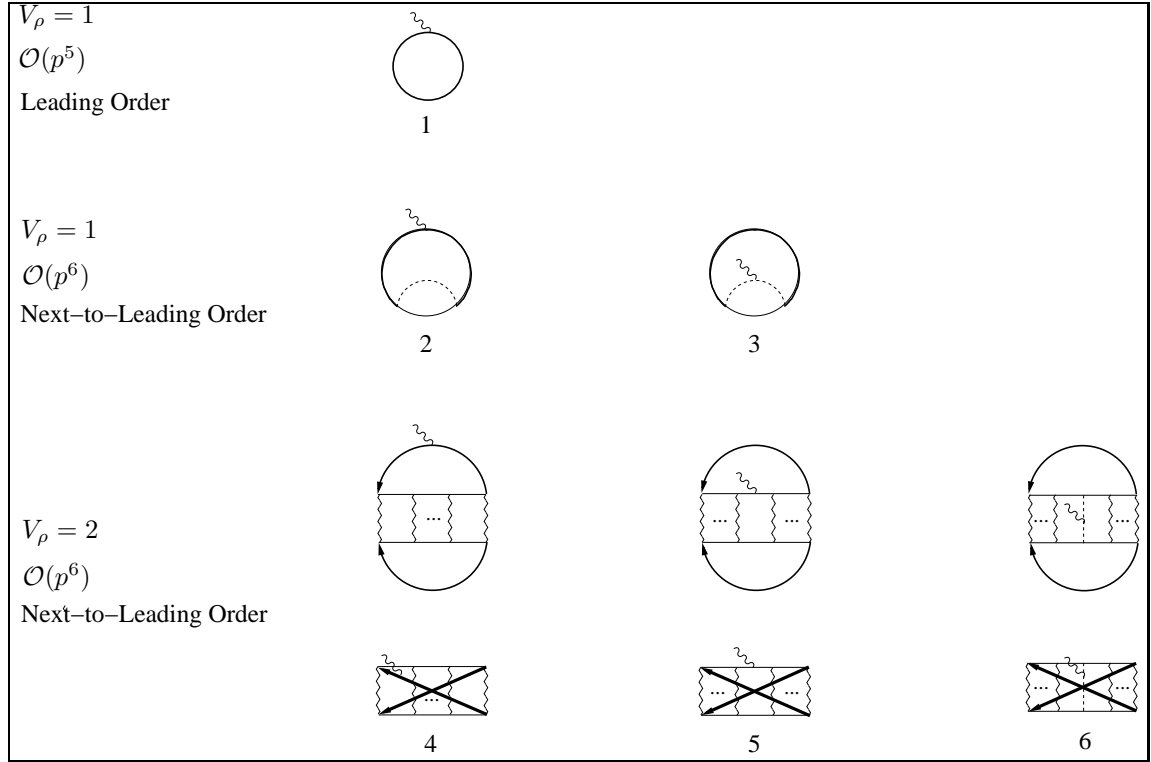 V_ρ = 1
O(p^5)
Leading Order
1
V_ρ = 1
O(p^6)
Next–to–Leading Order
2
3
V_ρ = 2
O(p^6)
Next–to–Leading Order
...
... ...
... ...
...
... ...
... ...
4
5
6